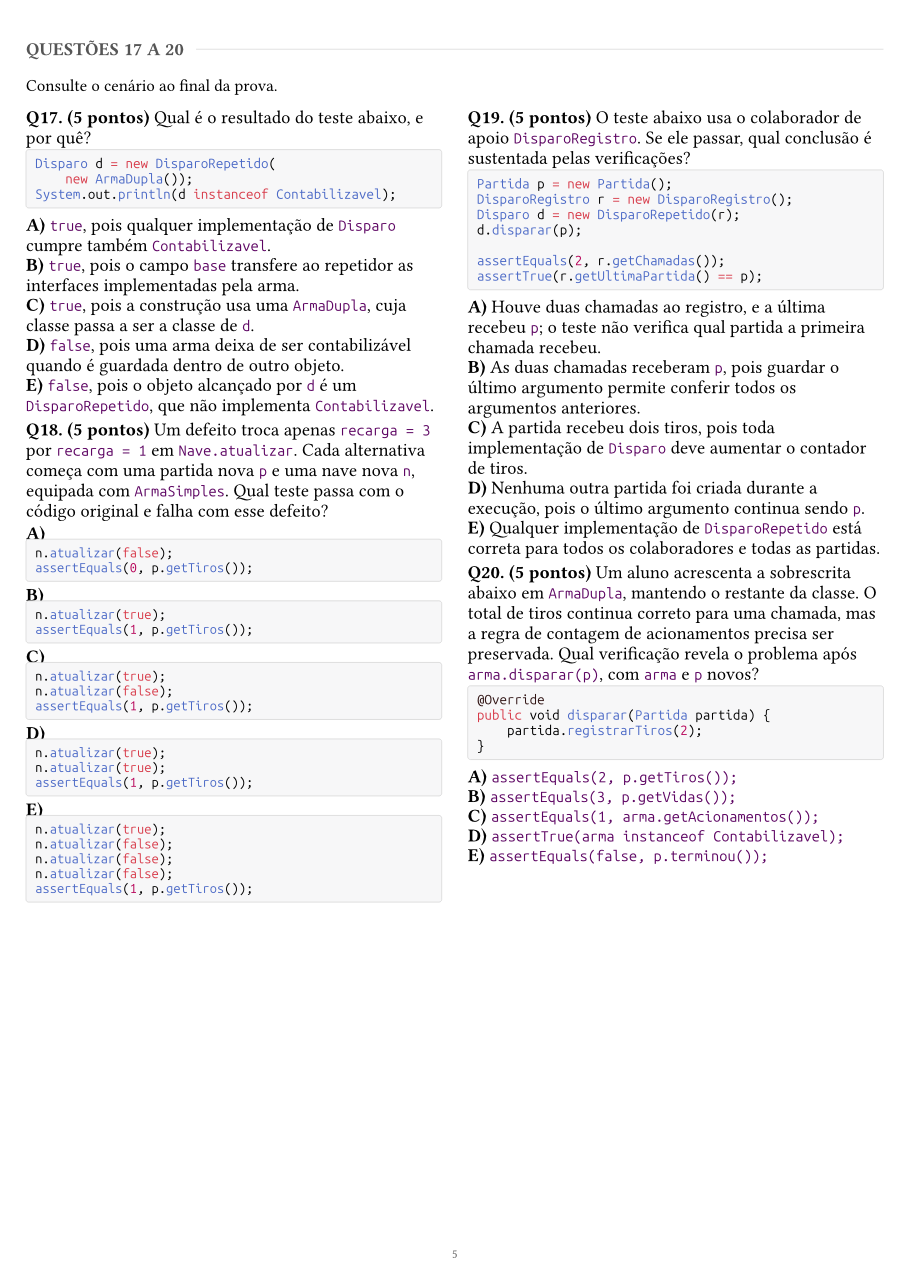 QUESTÕES 17 A 20
Consulte o cenário ao final da prova.
Q17. (5 pontos) Qual é o resultado do teste abaixo, e
por quê?
Disparo d = new DisparoRepetido(
    new ArmaDupla());
System.out.println(d instanceof Contabilizavel);
A) true, pois qualquer implementação de Disparo
cumpre também Contabilizavel.
B) true, pois o campo base transfere ao repetidor as
interfaces implementadas pela arma.
C) true, pois a construção usa uma ArmaDupla, cuja
classe passa a ser a classe de d.
D) false, pois uma arma deixa de ser contabilizável
quando é guardada dentro de outro objeto.
E) false, pois o objeto alcançado por d é um
DisparoRepetido, que não implementa Contabilizavel.
Q18. (5 pontos) Um defeito troca apenas recarga = 3
por recarga = 1 em Nave.atualizar. Cada alternativa
começa com uma partida nova p e uma nave nova n,
equipada com ArmaSimples. Qual teste passa com o
código original e falha com esse defeito?
A)
n.atualizar(false);
assertEquals(0, p.getTiros());
B)
n.atualizar(true);
assertEquals(1, p.getTiros());
C)
n.atualizar(true);
n.atualizar(false);
assertEquals(1, p.getTiros());
D)
n.atualizar(true);
n.atualizar(true);
assertEquals(1, p.getTiros());
E)
n.atualizar(true);
n.atualizar(false);
n.atualizar(false);
n.atualizar(false);
assertEquals(1, p.getTiros());
Q19. (5 pontos) O teste abaixo usa o colaborador de
apoio DisparoRegistro. Se ele passar, qual conclusão é
sustentada pelas verificações?
Partida p = new Partida();
DisparoRegistro r = new DisparoRegistro();
Disparo d = new DisparoRepetido(r);
d.disparar(p);
assertEquals(2, r.getChamadas());
assertTrue(r.getUltimaPartida() == p);
A) Houve duas chamadas ao registro, e a última
recebeu p; o teste não verifica qual partida a primeira
chamada recebeu.
B) As duas chamadas receberam p, pois guardar o
último argumento permite conferir todos os
argumentos anteriores.
C) A partida recebeu dois tiros, pois toda
implementação de Disparo deve aumentar o contador
de tiros.
D) Nenhuma outra partida foi criada durante a
execução, pois o último argumento continua sendo p.
E) Qualquer implementação de DisparoRepetido está
correta para todos os colaboradores e todas as partidas.
Q20. (5 pontos) Um aluno acrescenta a sobrescrita
abaixo em ArmaDupla, mantendo o restante da classe. O
total de tiros continua correto para uma chamada, mas
a regra de contagem de acionamentos precisa ser
preservada. Qual verificação revela o problema após
arma.disparar(p), com arma e p novos?
@Override
public void disparar(Partida partida) {
    partida.registrarTiros(2);
}
A) assertEquals(2, p.getTiros());
B) assertEquals(3, p.getVidas());
C) assertEquals(1, arma.getAcionamentos());
D) assertTrue(arma instanceof Contabilizavel);
E) assertEquals(false, p.terminou());
5